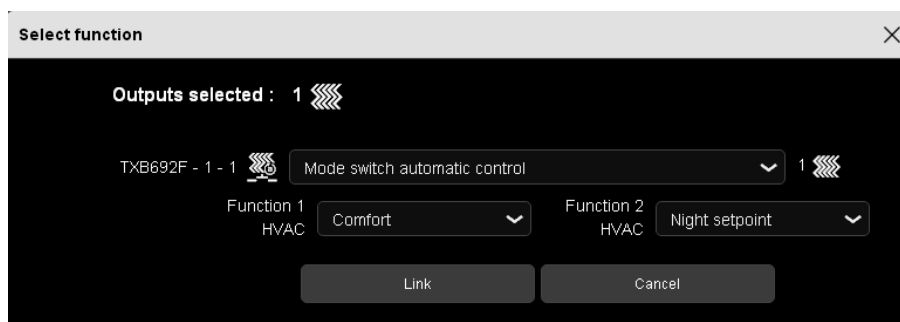 Select function
Outputs selected : 1
TXB692F - 1 - 1 Mode switch automatic control 1
Function 1 HVAC Comfort Function 2 HVAC Night setpoint
Link Cancel